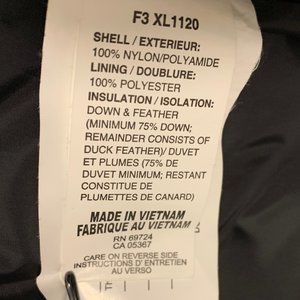 F3 XL1120
SHELL / EXTERIEUR:
100% NYLON/POLYAMIDE
LINING / DOUBLURE:
100% POLYESTER
INSULATION / ISOLATION:
DOWN & FEATHER
(MINIMUM 75% DOWN;
REMAINDER CONSISTS OF
DUCK FEATHER)/ DUVET
ET PLUMES (75% DE
DUVET MINIMUM; RESTANT
CONSTITUE DE
PLUMETTES DE CANARD)
MADE IN VIETNAM
FABRIQUE AU VIETNAM
RN 69724
CA 05367
CARE ON REVERSE SIDE
INSTRUCTIONS D'ENTRETIEN
AU VERSO